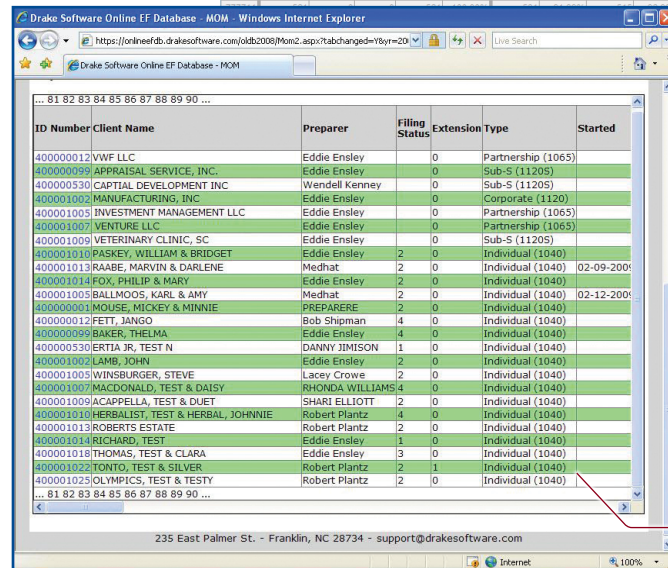 Drake Software Online EF Database - MOM - Windows Internet Explorer
https://onlineefdb.drakesoftware.com/oldb2008/Mom2.aspx?tabchanged=Y&yr=20
Live Search
Drake Software Online EF Database - MOM
... 81 82 83 84 85 86 87 88 89 90 ...
ID Number Client Name Preparer Filing Status Extension Type Started
400000012 VWF LLC Eddie Ensley 0 Partnership (1065)
400000099 APPRAISAL SERVICE, INC. Eddie Ensley 0 Sub-S (1120S)
400000530 CAPTIAL DEVELOPMENT INC Wendell Kenney 0 Sub-S (1120S)
400001002 MANUFACTURING, INC Eddie Ensley 0 Corporate (1120)
400001005 INVESTMENT MANAGEMENT LLC Eddie Ensley 0 Partnership (1065)
400001007 VENTURE LLC Eddie Ensley 0 Partnership (1065)
400001009 VETERINARY CLINIC, SC Eddie Ensley 0 Sub-S (1120S)
400001010 PASKEY, WILLIAM & BRIDGET Eddie Ensley 2 0 Individual (1040)
400001013 RAABE, MARVIN & DARLENE Medhat 2 0 Individual (1040) 02-09-2009
400001014 FOX, PHILIP & MARY Eddie Ensley 2 0 Individual (1040)
400001005 BALLMOOS, KARL & AMY Medhat 2 0 Individual (1040) 02-12-2009
400000001 MOUSE, MICKEY & MINNIE PREPARERE 2 0 Individual (1040)
400000012 FETT, JANGO Bob Shipman 4 0 Individual (1040)
400000099 BAKER, THELMA Eddie Ensley 4 0 Individual (1040)
400000530 ERTIA JR, TEST N DANNY JIMISON 1 0 Individual (1040)
400001002 LAMB, JOHN Eddie Ensley 2 0 Individual (1040)
400001005 WINSBURGER, STEVE Lacey Crowe 2 0 Individual (1040)
400001007 MACDONALD, TEST & DAISY RHONDA WILLIAMS 4 0 Individual (1040)
400001009 ACAPPELLA, TEST & DUET SHARI ELLIOTT 2 0 Individual (1040)
400001010 HERBALIST, TEST & HERBAL, JOHNNIE Robert Plantz 4 0 Individual (1040)
400001013 ROBERTS ESTATE Robert Plantz 2 0 Individual (1040)
400001014 RICHARD, TEST Eddie Ensley 1 0 Individual (1040)
400001018 THOMAS, TEST & CLARA Eddie Ensley 3 0 Individual (1040)
400001022 TONTO, TEST & SILVER Robert Plantz 2 1 Individual (1040)
400001025 OLYMPICS, TEST & TESTY Robert Plantz 2 0 Individual (1040)
... 81 82 83 84 85 86 87 88 89 90 ...
235 East Palmer St. - Franklin, NC 28734 - support@drakesoftware.com
Internet 100%